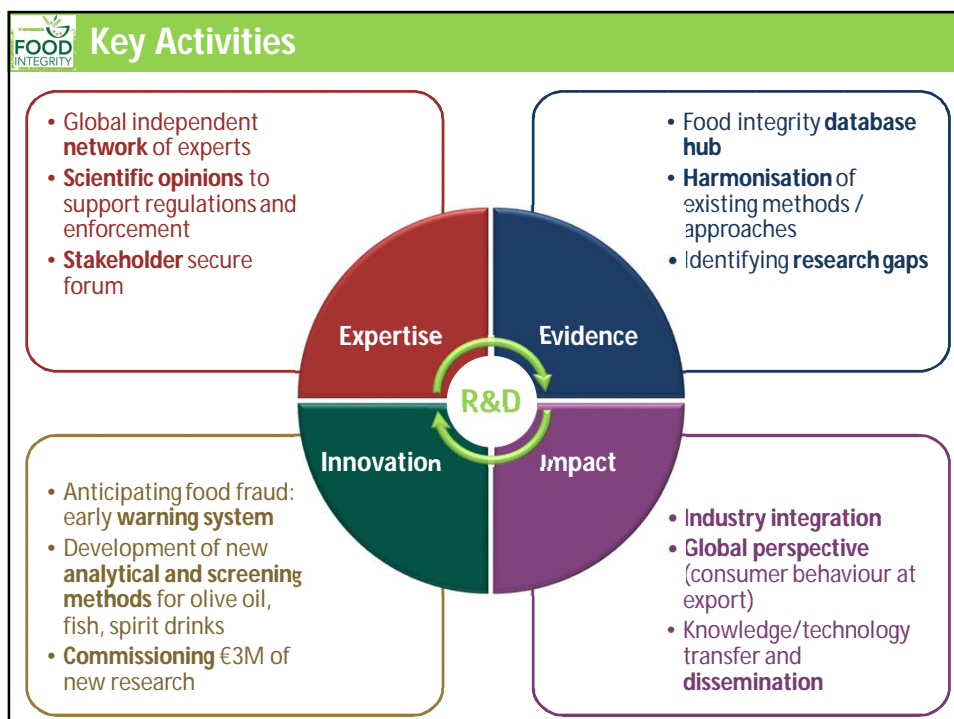 FOOD
INTEGRITY
Key Activities
• Global independent
network of experts
• Scientific opinions to
support regulations and
enforcement
• Stakeholder secure
forum
• Food integrity database
hub
• Harmonisation of
existing methods /
approaches
• Identifying research gaps
Expertise
Evidence
R&D
Innovation
Impact
• Anticipating food fraud:
early warning system
• Development of new
analytical and screening
methods for olive oil,
fish, spirit drinks
• Commissioning €3M of
new research
• Industry integration
• Global perspective
(consumer behaviour at
export)
• Knowledge/technology
transfer and
dissemination